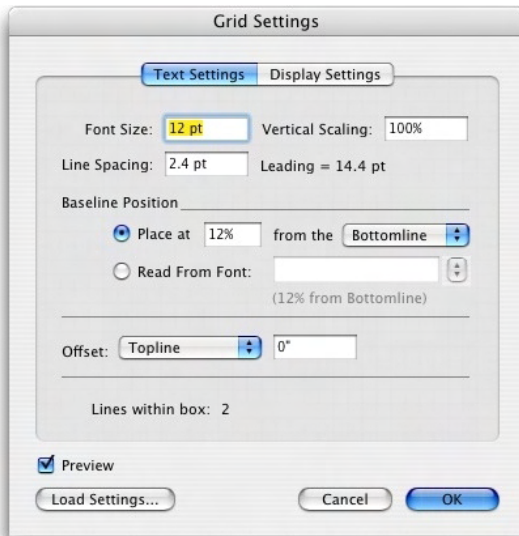 Grid Settings
Text Settings Display Settings
Font Size: 12 pt Vertical Scaling: 100%
Line Spacing: 2.4 pt Leading = 14.4 pt
Baseline Position
Place at 12% from the Bottomline
Read From Font:
(12% from Bottomline)
Offset: Topline 0"
Lines within box: 2
Preview
Load Settings... Cancel OK